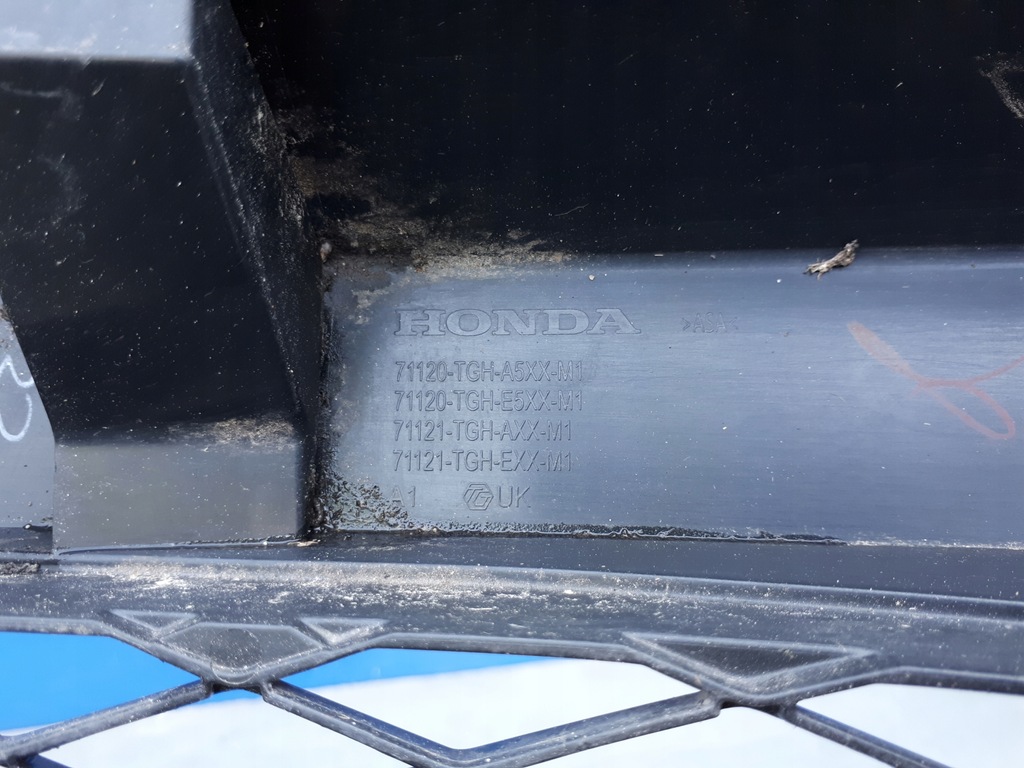 HONDA >ASA<
71120-TGH-A5XX-M1
71120-TGH-E5XX-M1
71121-TGH-AXX-M1
71121-TGH-EXX-M1
A1 UK